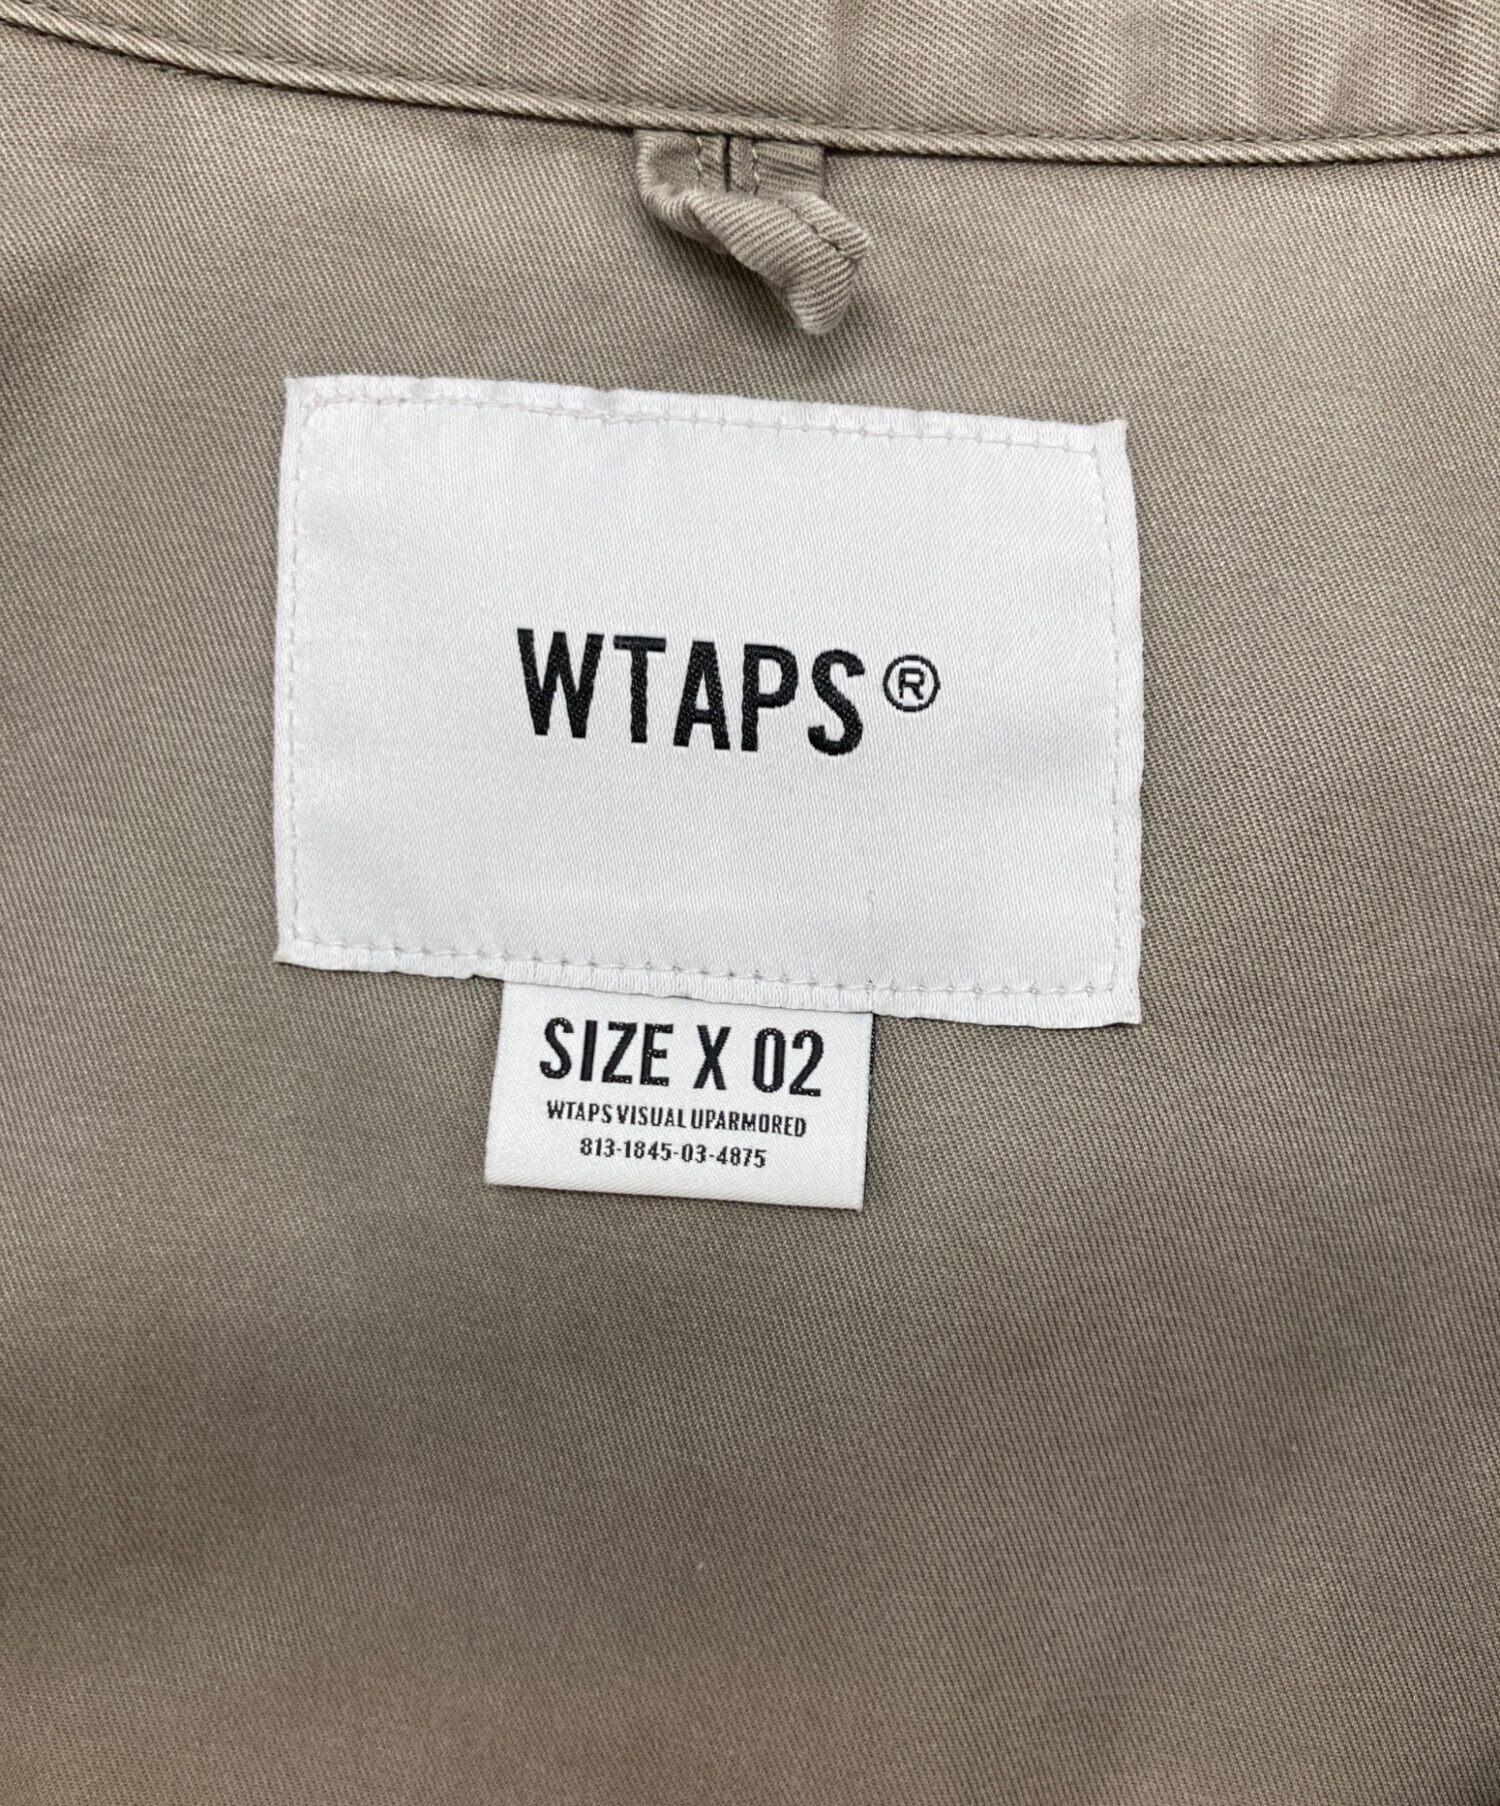 WTAPS®
SIZE X 02
WTAPS VISUAL UPARMORED
813-1845-03-4875